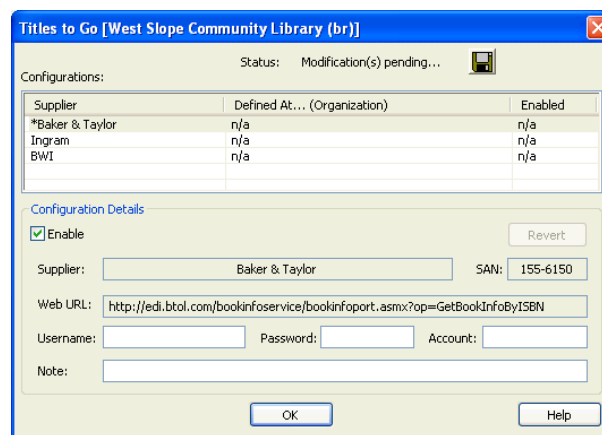 Titles to Go [West Slope Community Library (br)]
Status: Modification(s) pending...
Configurations:
Supplier Defined At... (Organization) Enabled
*Baker & Taylor n/a n/a
Ingram n/a n/a
BWI n/a n/a
Configuration Details
Enable Revert
Supplier: Baker & Taylor SAN: 155-6150
Web URL: http://edi.btol.com/bookinfoservice/bookinfoport.asmx?op=GetBookInfoByISBN
Username: Password: Account:
Note:
OK Help